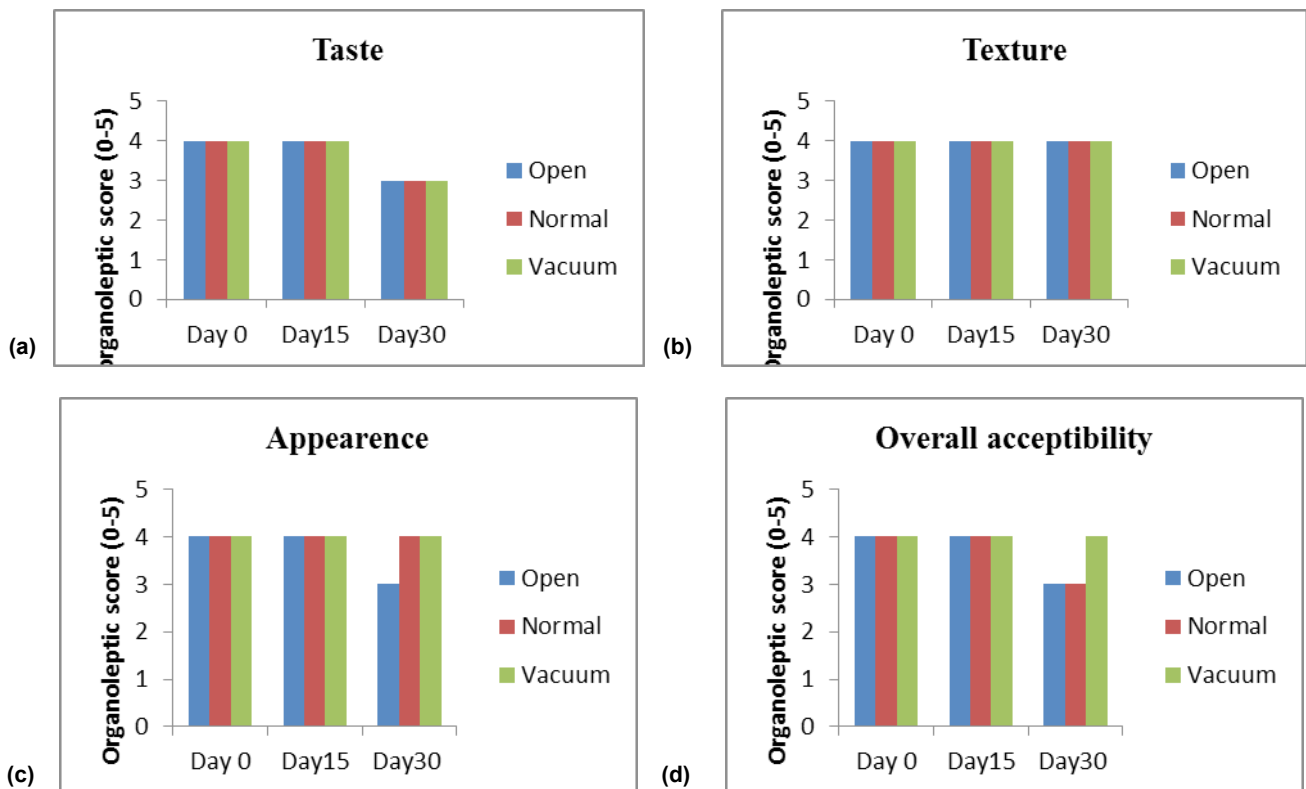 Taste
Organoleptic score (0-5)
5
4
3
2
1
0
Day 0 Day15 Day30
Open
Normal
Vacuum
(a)
Texture
Organoleptic score (0-5)
5
4
3
2
1
0
Day 0 Day15 Day30
Open
Normal
Vacuum
(b)
Appearence
Organoleptic score (0-5)
5
4
3
2
1
0
Day 0 Day15 Day30
Open
Normal
Vacuum
(c)
Overall acceptibility
Organoleptic score (0-5)
5
4
3
2
1
0
Day 0 Day15 Day30
Open
Normal
Vacuum
(d)